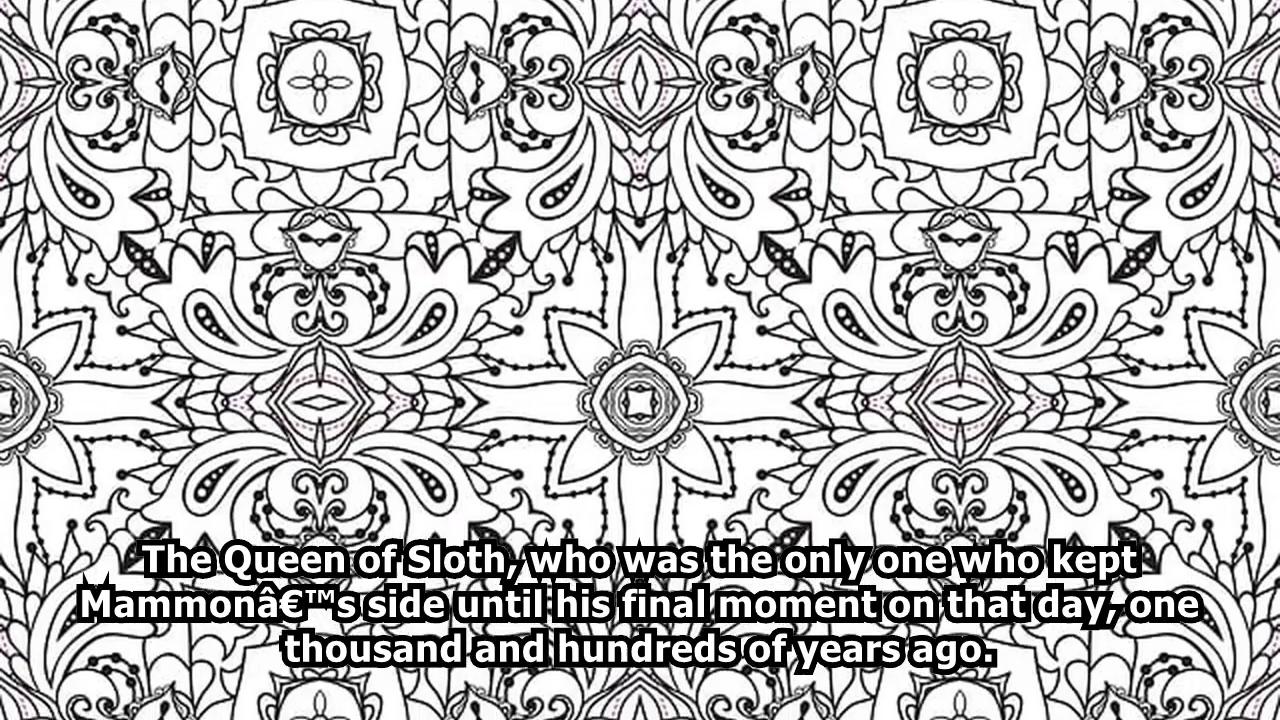 The Queen of Sloth, who was the only one who kept
Mammonâ€™s side until his final moment on that day, one
thousand and hundreds of years ago.